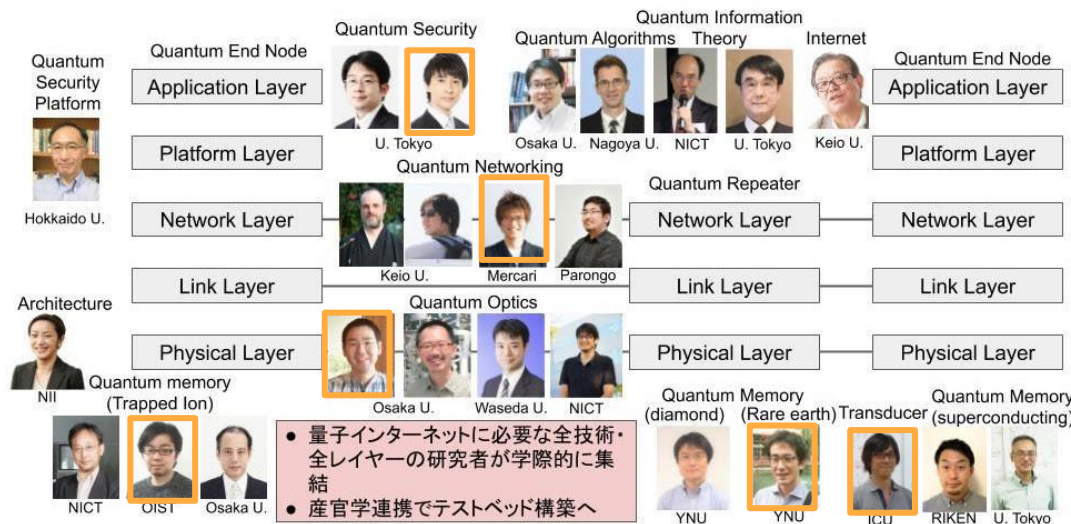 Quantum Security
Quantum Information
Quantum Algorithms
Theory
Internet
Quantum End Node
Quantum End Node
Quantum
Security
Platform
Application Layer
Application Layer
U. Tokyo
Osaka U.
Nagoya U.
NICT
U. Tokyo
Keio U.
Platform Layer
Platform Layer
Hokkaido U.
Quantum Networking
Quantum Repeater
Network Layer
Network Layer
Network Layer
Keio U.
Mercari
Parongo
Link Layer
Link Layer
Link Layer
Architecture
NII
Quantum Optics
Physical Layer
Physical Layer
Physical Layer
Osaka U.
Waseda U.
NICT
Quantum memory
(Trapped Ion)
NICT
OIST
Osaka U.
● 量子インターネットに必要な全技術・
全レイヤーの研究者が学際的に集
結
● 産官学連携でテストベッド構築へ
Quantum Memory
(diamond)
(Rare earth)
Transducer
Quantum Memory
(superconducting)
YNU
YNU
ICU
RIKEN
U. Tokyo